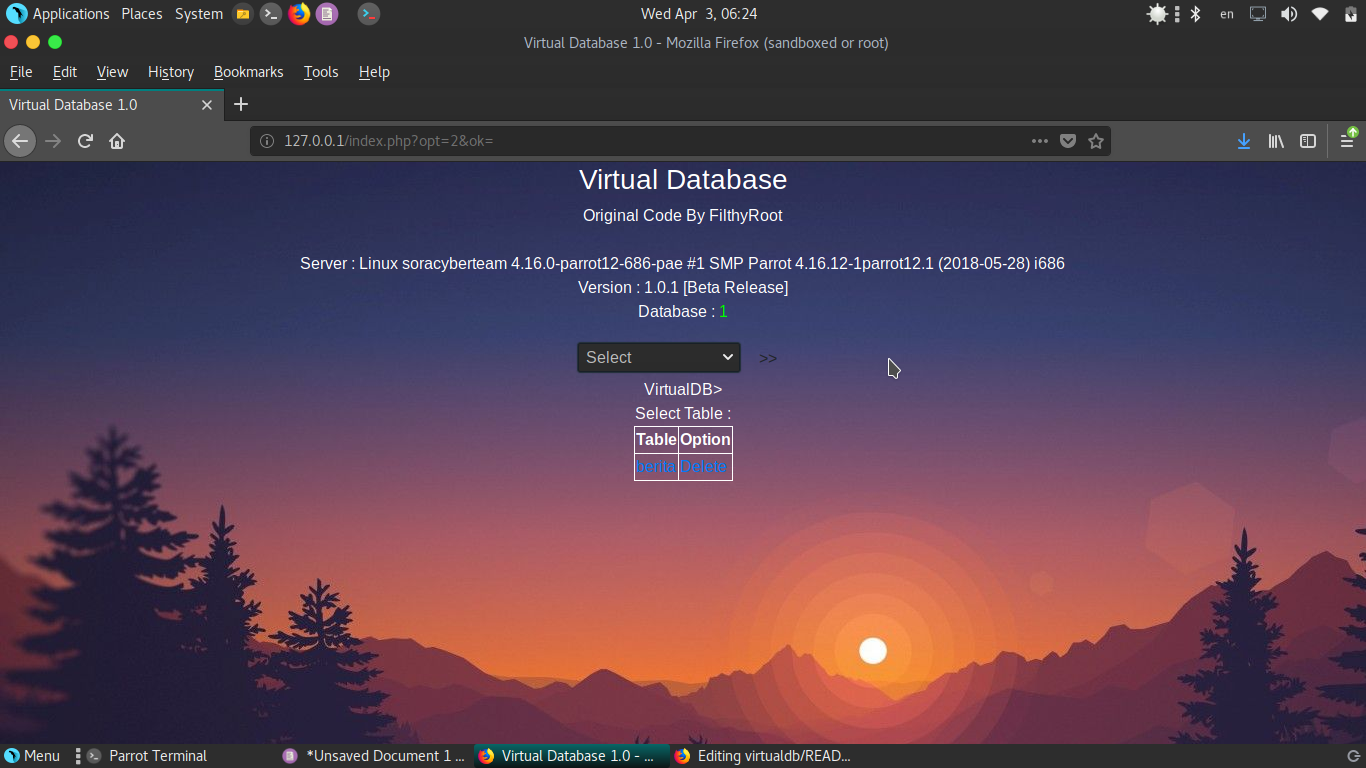 Applications Places System Wed Apr 3, 06:24 en
Virtual Database 1.0 - Mozilla Firefox (sandboxed or root)
File Edit View History Bookmarks Tools Help
Virtual Database 1.0
127.0.0.1/index.php?opt=2&ok=
Virtual Database
Original Code By FilthyRoot
Server : Linux soracyberteam 4.16.0-parrot12-686-pae #1 SMP Parrot 4.16.12-1parrot12.1 (2018-05-28) i686
Version : 1.0.1 [Beta Release]
Database : 1
Select >>
VirtualDB>
Select Table :
Table Option
berita Delete
Menu Parrot Terminal *Unsaved Document 1 ... Virtual Database 1.0 - ... Editing virtualdb/READ...